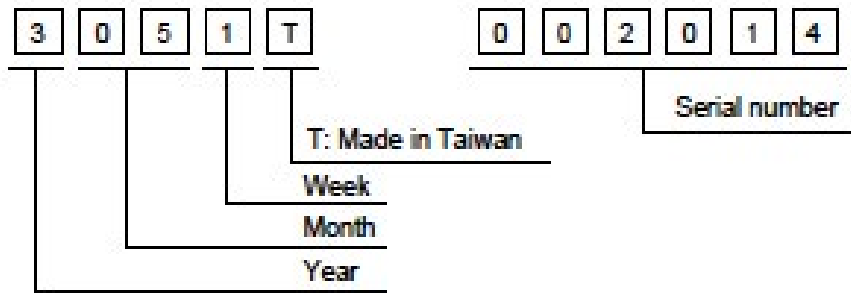 3 0 5 1 T 0 0 2 0 1 4
Serial number
T: Made in Taiwan
Week
Month
Year